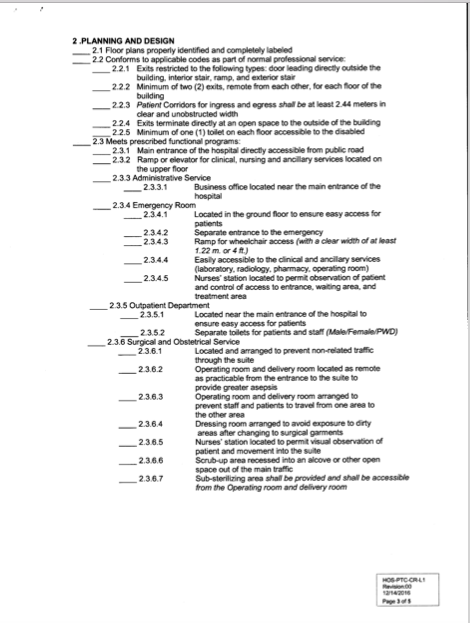 2 .PLANNING AND DESIGN
____ 2.1 Floor plans properly identified and completely labeled
____ 2.2 Conforms to applicable codes as part of normal professional service:
____ 2.2.1 Exits restricted to the following types: door leading directly outside the
building, interior stair, ramp, and exterior stair
____ 2.2.2 Minimum of two (2) exits, remote from each other, for each floor of the
building
____ 2.2.3 Patient Corridors for ingress and egress shall be at least 2.44 meters in
clear and unobstructed width
____ 2.2.4 Exits terminate directly at an open space to the outside of the building
____ 2.2.5 Minimum of one (1) toilet on each floor accessible to the disabled
____ 2.3 Meets prescribed functional programs:
____ 2.3.1 Main entrance of the hospital directly accessible from public road
____ 2.3.2 Ramp or elevator for clinical, nursing and ancillary services located on
the upper floor
____ 2.3.3 Administrative Service
____ 2.3.3.1 Business office located near the main entrance of the
hospital
____ 2.3.4 Emergency Room
____ 2.3.4.1 Located in the ground floor to ensure easy access for
patients
____ 2.3.4.2 Separate entrance to the emergency
____ 2.3.4.3 Ramp for wheelchair access (with a clear width of at least
1.22 m. or 4 ft.)
____ 2.3.4.4 Easily accessible to the clinical and ancillary services
(laboratory, radiology, pharmacy, operating room)
____ 2.3.4.5 Nurses' station located to permit observation of patient
and control of access to entrance, waiting area, and
treatment area
____ 2.3.5 Outpatient Department
____ 2.3.5.1 Located near the main entrance of the hospital to
ensure easy access for patients
____ 2.3.5.2 Separate toilets for patients and staff (Male/Female/PWD)
____ 2.3.6 Surgical and Obstetrical Service
____ 2.3.6.1 Located and arranged to prevent non-related traffic
through the suite
____ 2.3.6.2 Operating room and delivery room located as remote
as practicable from the entrance to the suite to
provide greater asepsis
____ 2.3.6.3 Operating room and delivery room arranged to
prevent staff and patients to travel from one area to
the other area
____ 2.3.6.4 Dressing room arranged to avoid exposure to dirty
areas after changing to surgical garments
____ 2.3.6.5 Nurses' station located to permit visual observation of
patient and movement into the suite
____ 2.3.6.6 Scrub-up area recessed into an alcove or other open
space out of the main traffic
____ 2.3.6.7 Sub-sterilizing area shall be provided and shall be accessible
from the Operating room and delivery room
HOS-PTC-CR-L1
Revision:00
12/14/2016
Page 3 of 5